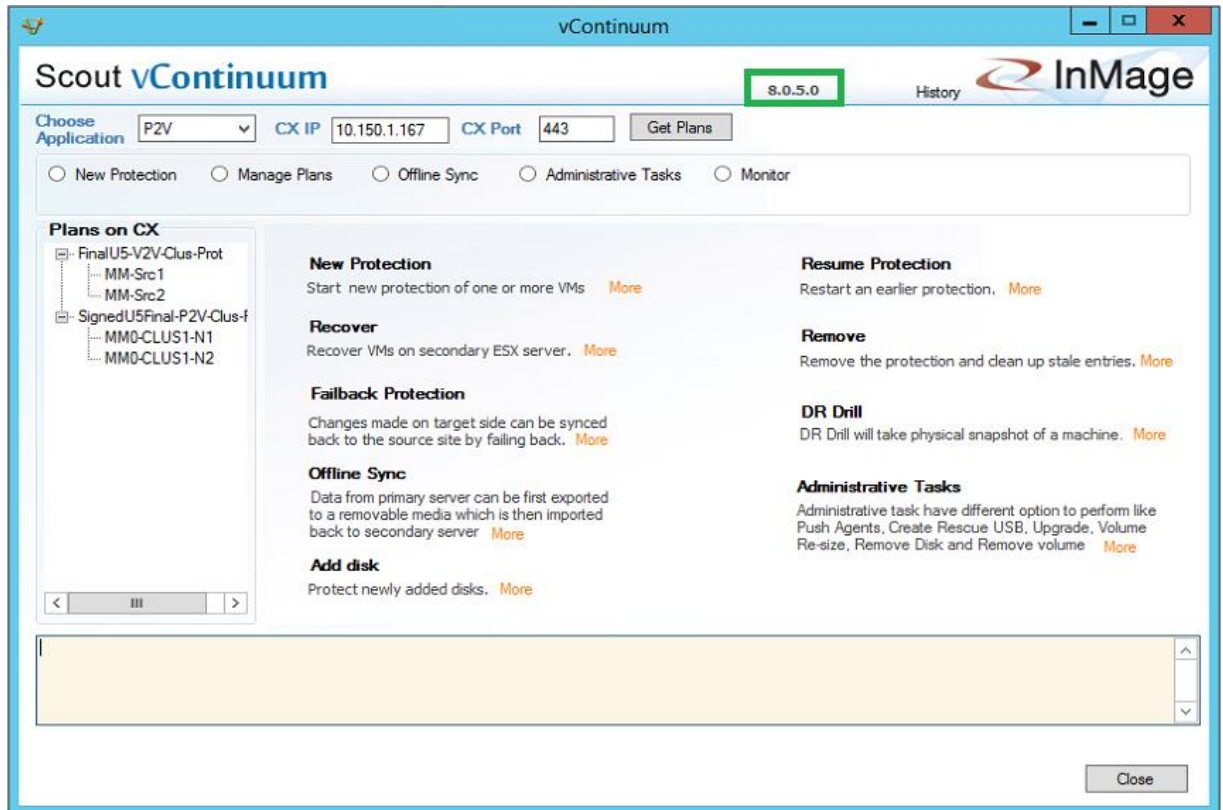 vContinuum
Scout vContinuum
8.0.5.0
History
InMage
Choose
Application
P2V
CX IP
10.150.1.167
CX Port
443
Get Plans
New Protection
Manage Plans
Offline Sync
Administrative Tasks
Monitor
Plans on CX
FinalU5-V2V-Clus-Prot
MM-Src1
MM-Src2
SignedU5Final-P2V-Clus-
MM0-CLUS1-N1
MM0-CLUS1-N2
New Protection
Start new protection of one or more VMs More
Recover
Recover VMs on secondary ESX server. More
Failback Protection
Changes made on target side can be synced
back to the source site by failing back. More
Offline Sync
Data from primary server can be first exported
to a removable media which is then imported
back to secondary server More
Add disk
Protect newly added disks. More
Resume Protection
Restart an earlier protection. More
Remove
Remove the protection and clean up stale entries. More
DR Drill
DR Drill will take physical snapshot of a machine. More
Administrative Tasks
Administrative task have different option to perform like
Push Agents, Create Rescue USB, Upgrade, Volume
Re-size, Remove Disk and Remove volume More
Close